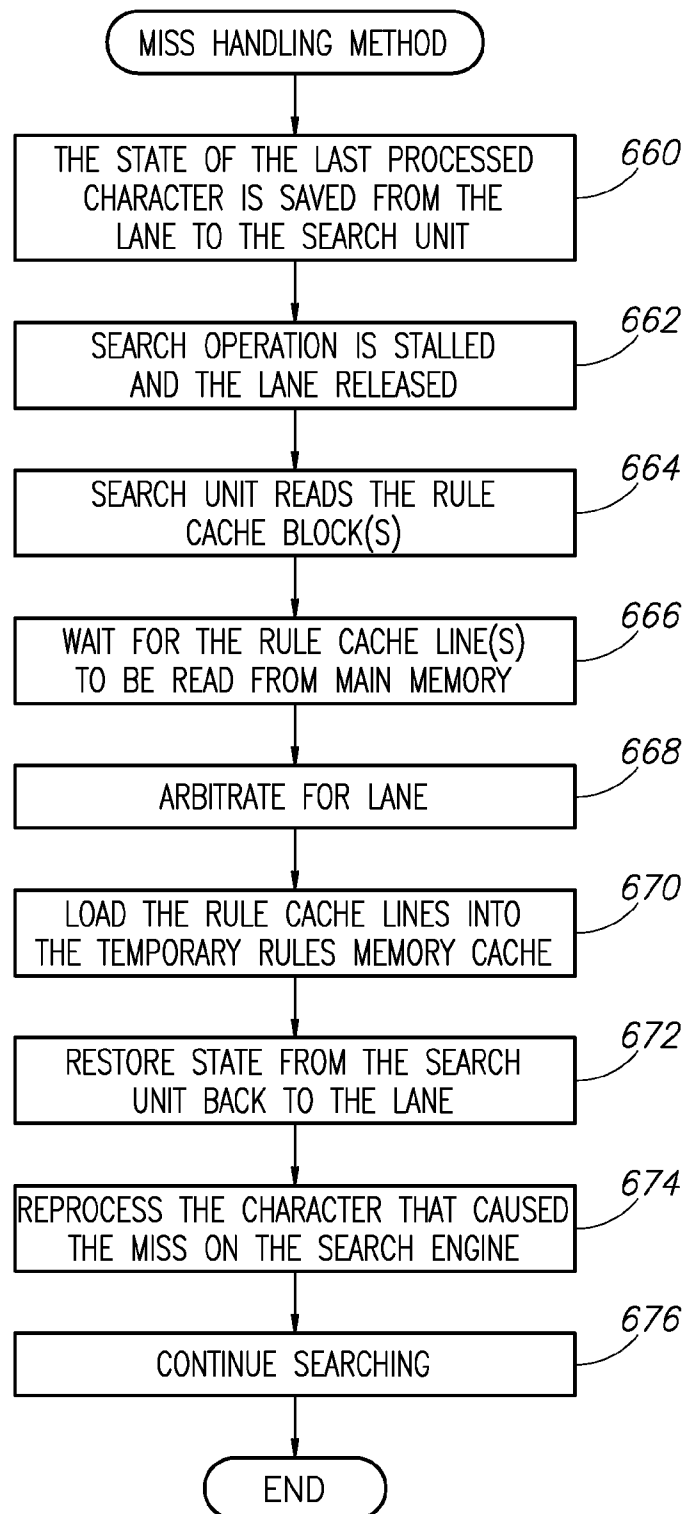 MISS HANDLING METHOD
THE STATE OF THE LAST PROCESSED
CHARACTER IS SAVED FROM THE
LANE TO THE SEARCH UNIT
660
SEARCH OPERATION IS STALLED
AND THE LANE RELEASED
662
SEARCH UNIT READS THE RULE
CACHE BLOCK(S)
664
WAIT FOR THE RULE CACHE LINE(S)
TO BE READ FROM MAIN MEMORY
666
ARBITRATE FOR LANE
668
LOAD THE RULE CACHE LINES INTO
THE TEMPORARY RULES MEMORY CACHE
670
RESTORE STATE FROM THE SEARCH
UNIT BACK TO THE LANE
672
REPROCESS THE CHARACTER THAT CAUSED
THE MISS ON THE SEARCH ENGINE
674
CONTINUE SEARCHING
676
END